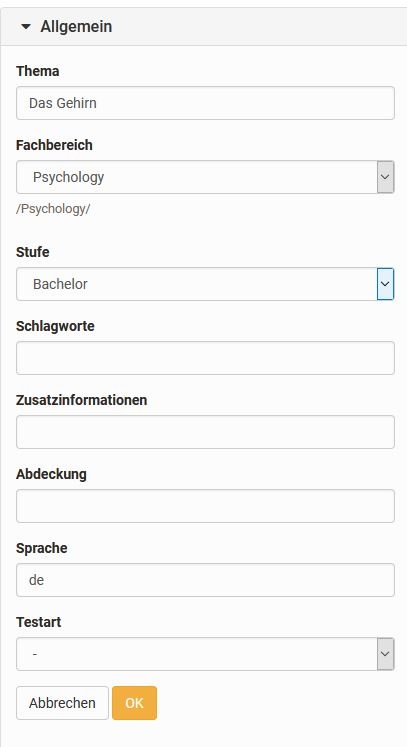 Allgemein
Thema
Das Gehirn
Fachbereich
Psychology
/Psychology/
Stufe
Bachelor
Schlagworte
Zusatzinformationen
Abdeckung
Sprache
de
Testart
-
Abbrechen OK